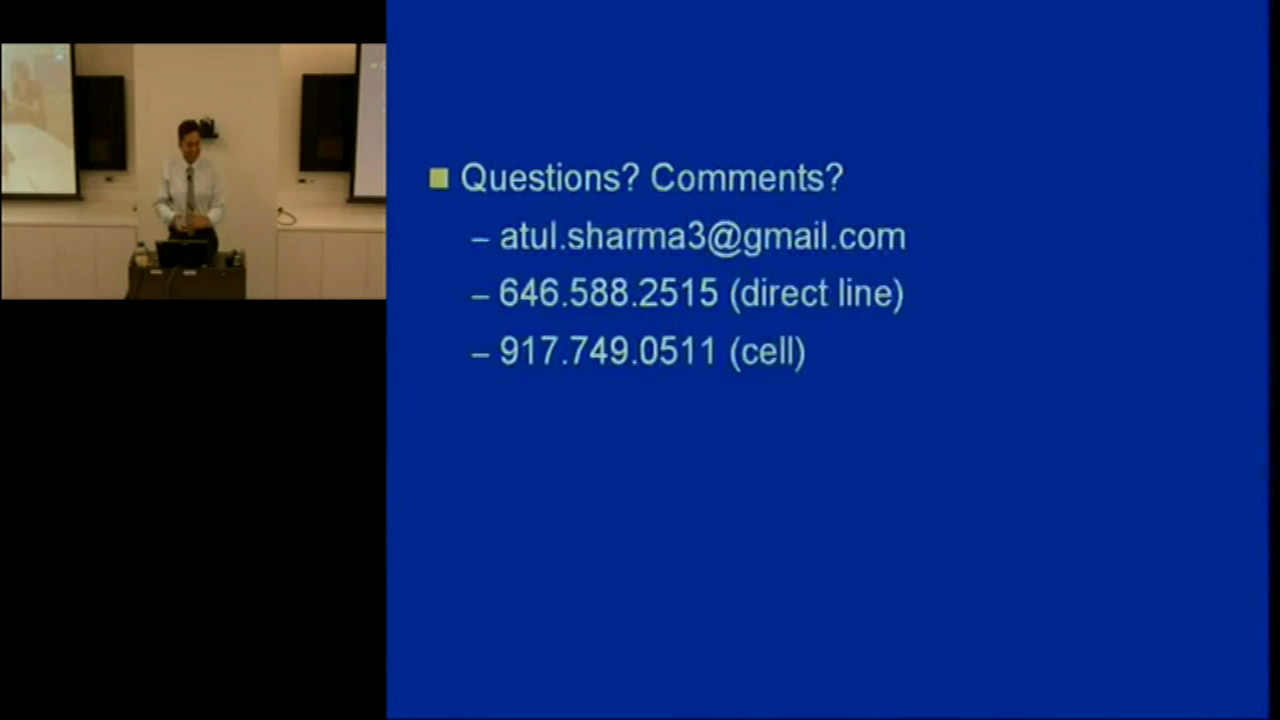 Questions? Comments?
– atul.sharma3@gmail.com
– 646.588.2515 (direct line)
– 917.749.0511 (cell)